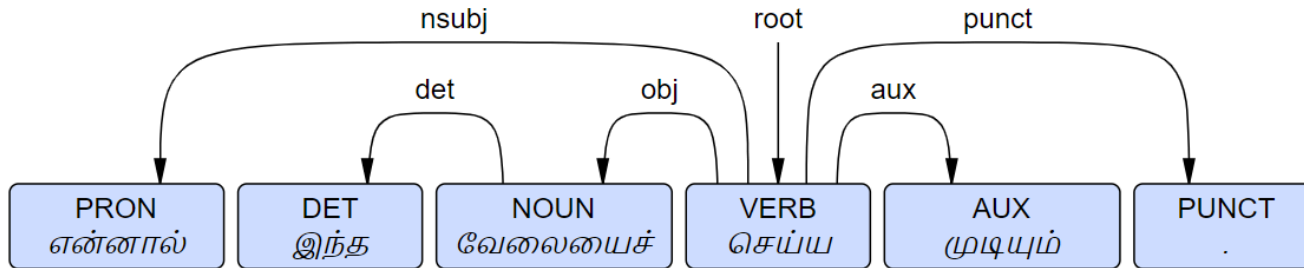 nsubj root punct
det obj aux
PRON DET NOUN VERB AUX PUNCT
என்னால் இந்த வேலையைச் செய்ய முடியும் .